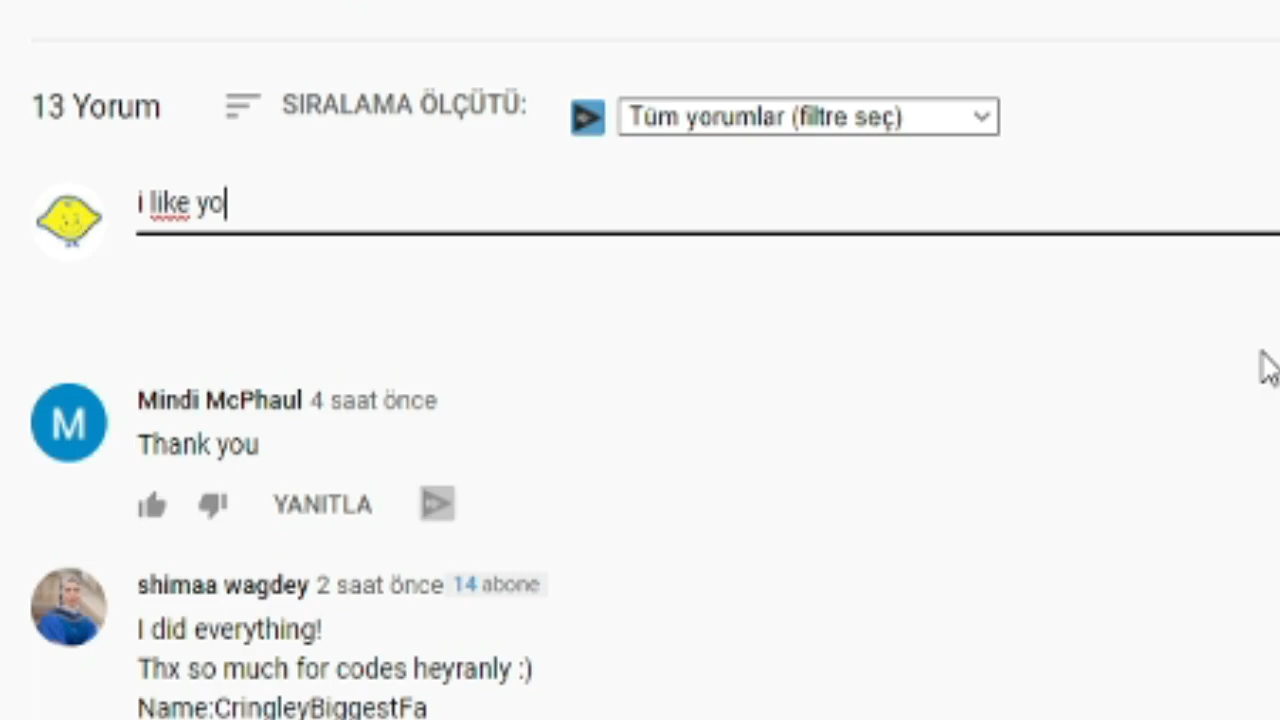 13 Yorum
SIRALAMA ÖLÇÜTÜ:
Tüm yorumlar (filtre seç)
i like yo
Mindi McPhaul 4 saat önce
M
Thank you
YANITLA
shimaa wagdey 2 saat önce 14 abone
I did everything!
Thx so much for codes heyranly :)
Name:CringleyBiggestFa